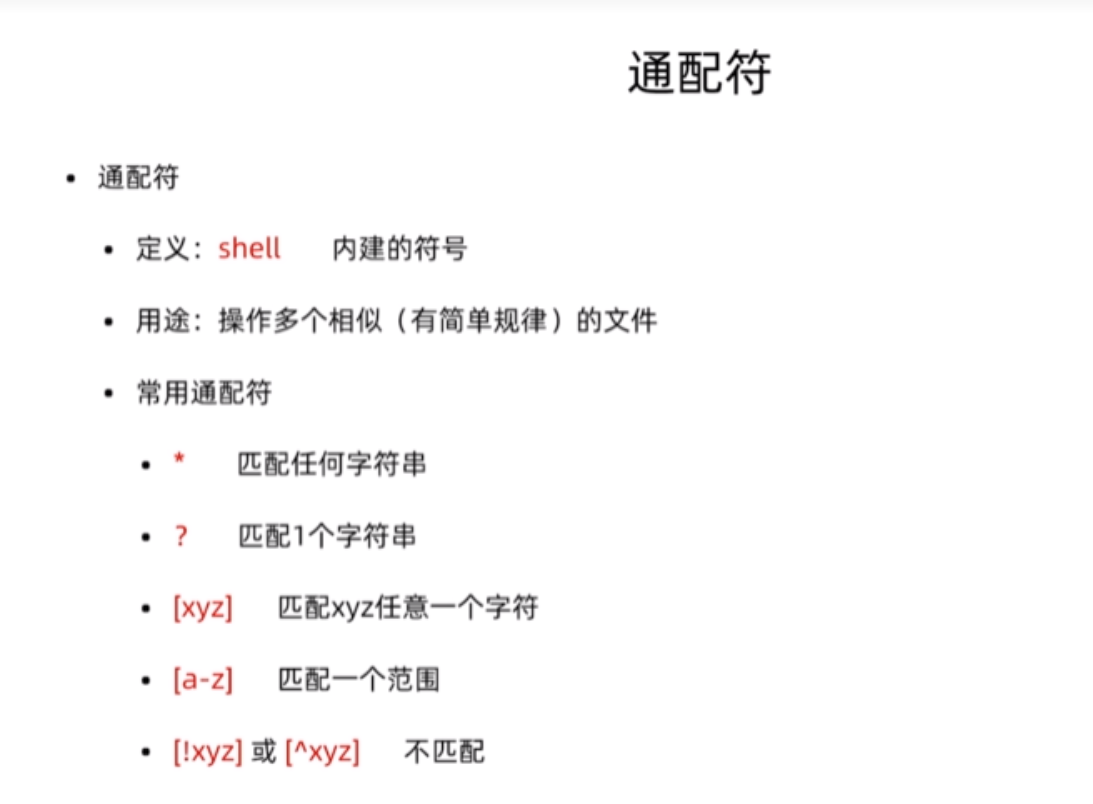 通配符
• 通配符
• 定义：shell 内建的符号
• 用途：操作多个相似（有简单规律）的文件
• 常用通配符
• * 匹配任何字符串
• ? 匹配1个字符串
• [xyz] 匹配xyz任意一个字符
• [a-z] 匹配一个范围
• [!xyz] 或 [^xyz] 不匹配